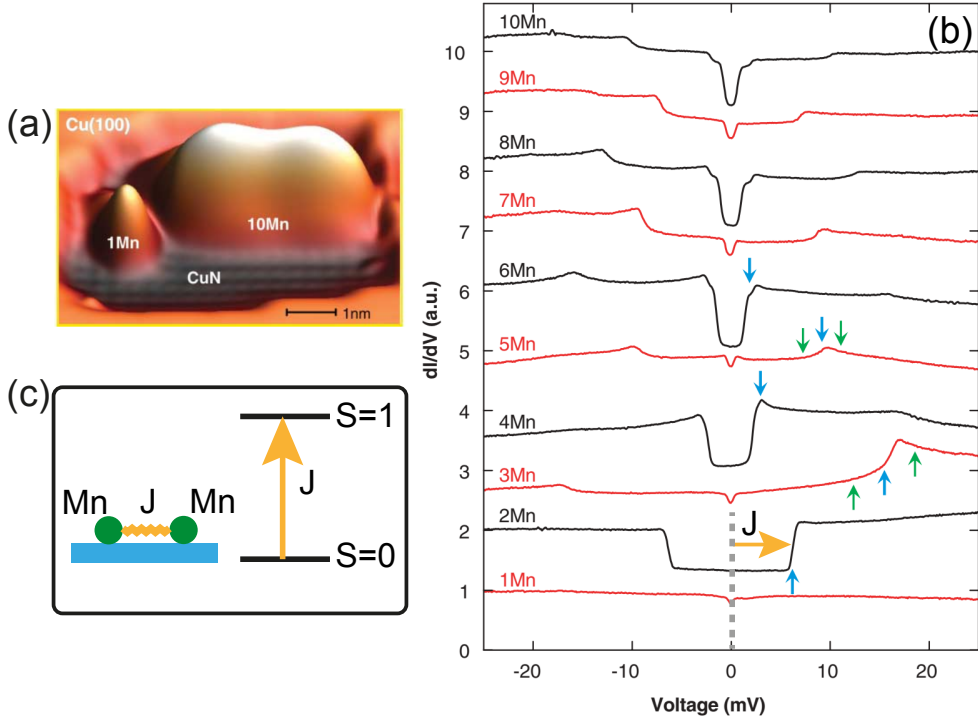 (a)
Cu(100)
1Mn
10Mn
CuN
1nm
(c)
Mn J Mn
S=1
J
S=0
(b)
dI/dV (a.u.)
10
9
8
7
6
5
4
3
2
1
0
10Mn
9Mn
8Mn
7Mn
6Mn
5Mn
4Mn
3Mn
2Mn
J
1Mn
-20 -10 0 10 20
Voltage (mV)